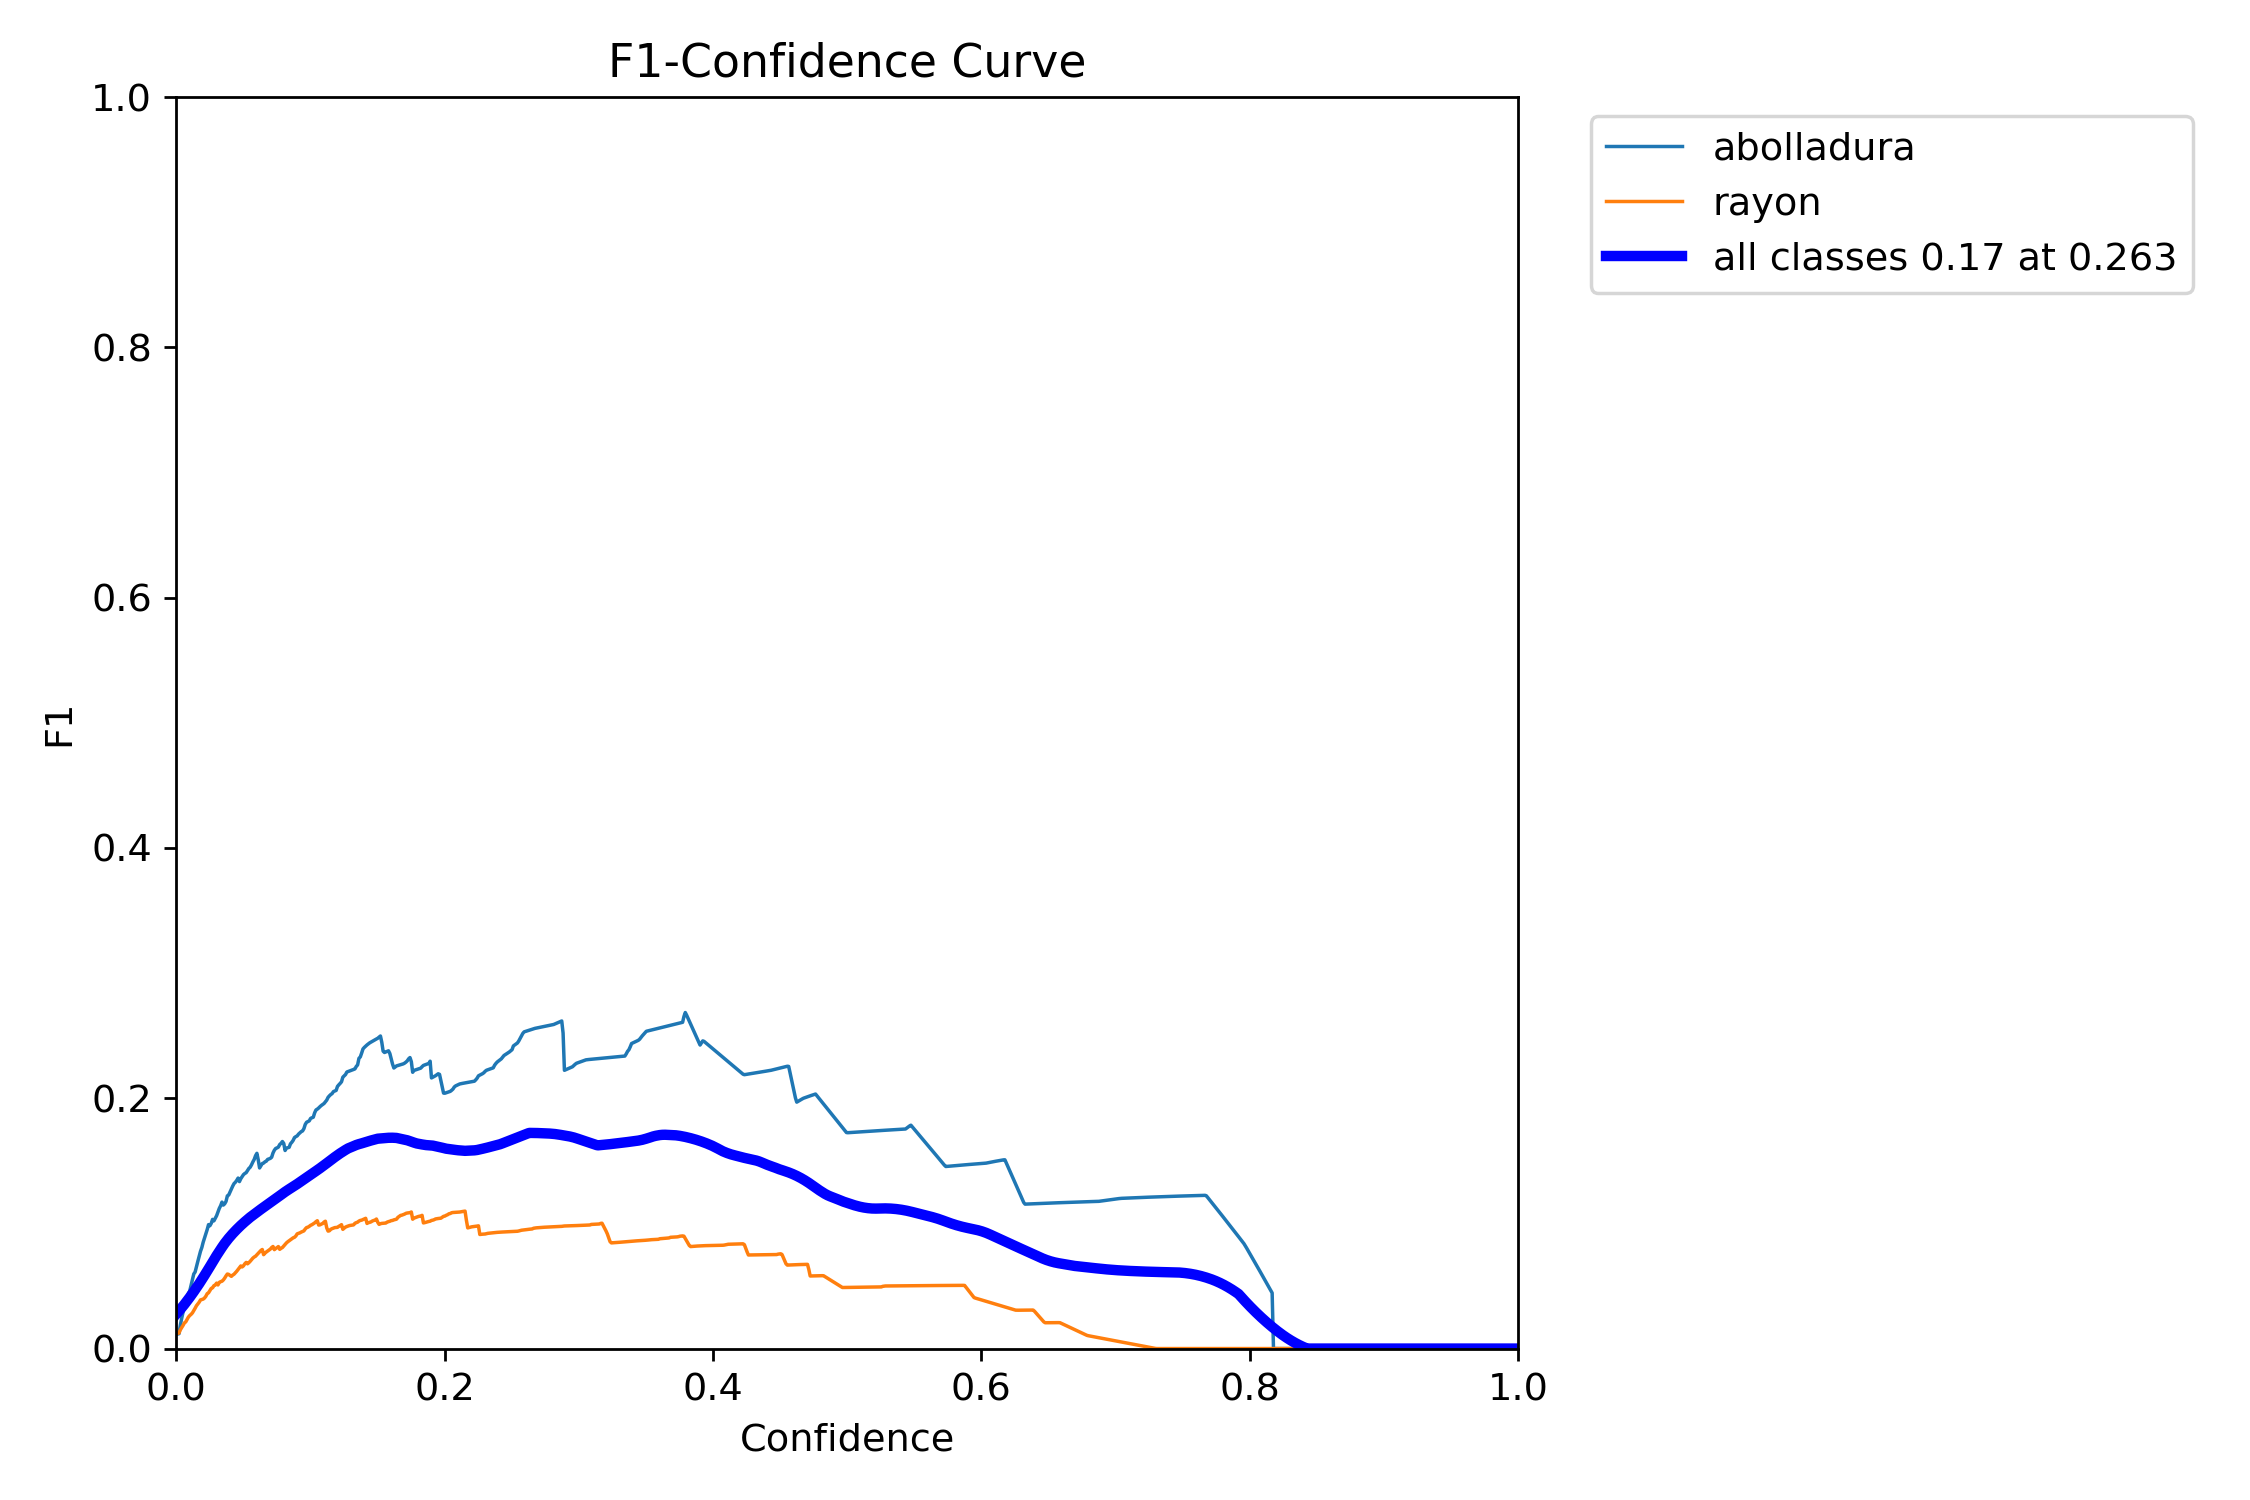 F1-Confidence Curve
1.0
0.8
0.6
0.4
0.2
0.0
F1
0.0 0.2 0.4 0.6 0.8 1.0
Confidence
abolladura
rayon
all classes 0.17 at 0.263